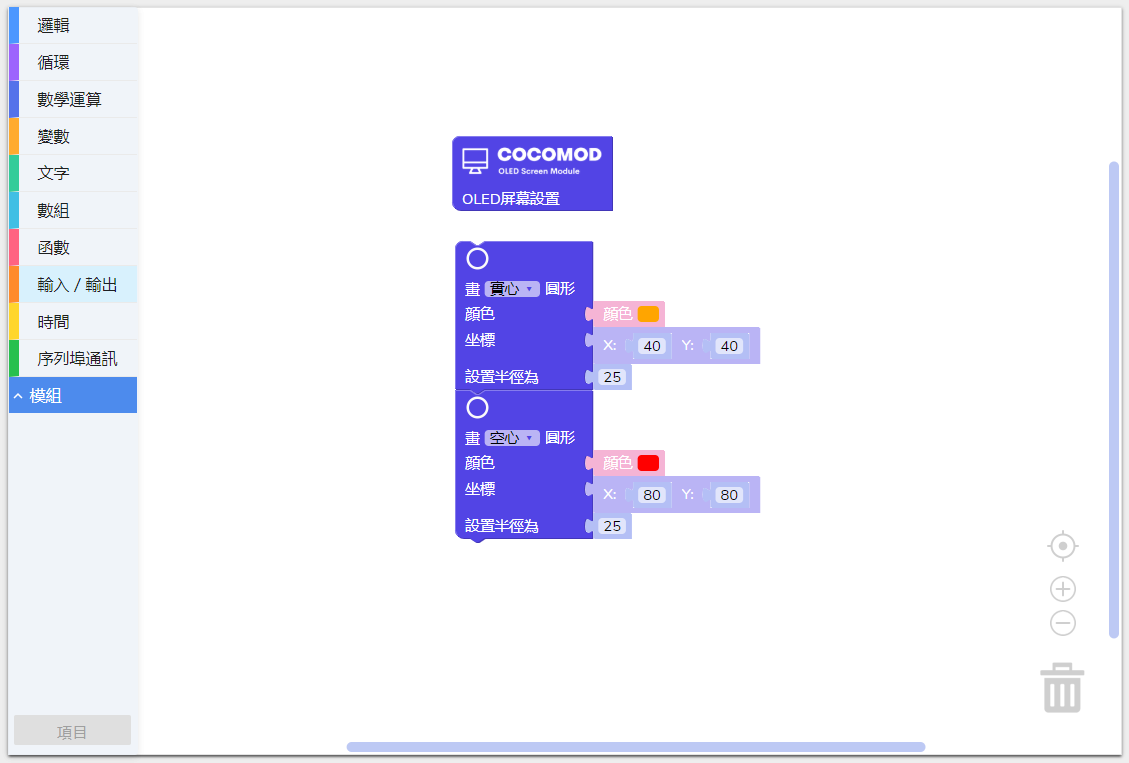 邏輯
循環
數學運算
變數
文字
數組
函數
輸入 / 輸出
時間
序列埠通訊
模組
項目
COCOMOD
OLED Screen Module
OLED屏幕設置
畫 實心 圓形
顏色 顏色
坐標 X: 40 Y: 40
設置半徑為 25
畫 空心 圓形
顏色 顏色
坐標 X: 80 Y: 80
設置半徑為 25